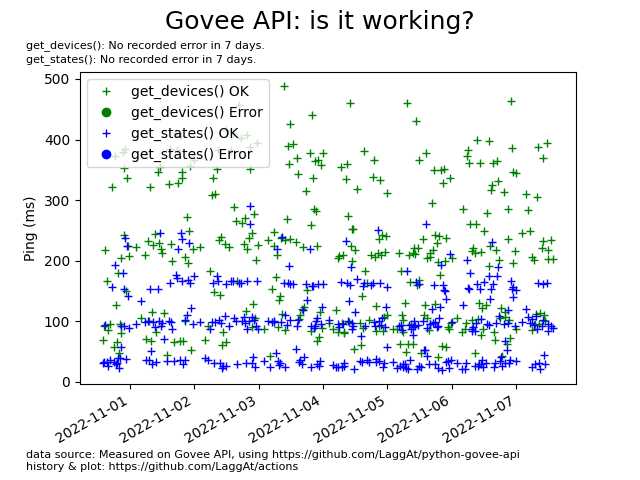 Govee API: is it working?
get_devices(): No recorded error in 7 days.
get_states(): No recorded error in 7 days.
get_devices() OK
get_devices() Error
get_states() OK
get_states() Error
Ping (ms)
500
400
300
200
100
0
2022-11-01
2022-11-02
2022-11-03
2022-11-04
2022-11-05
2022-11-06
2022-11-07
data source: Measured on Govee API, using https://github.com/LaggAt/python-govee-api
history & plot: https://github.com/LaggAt/actions